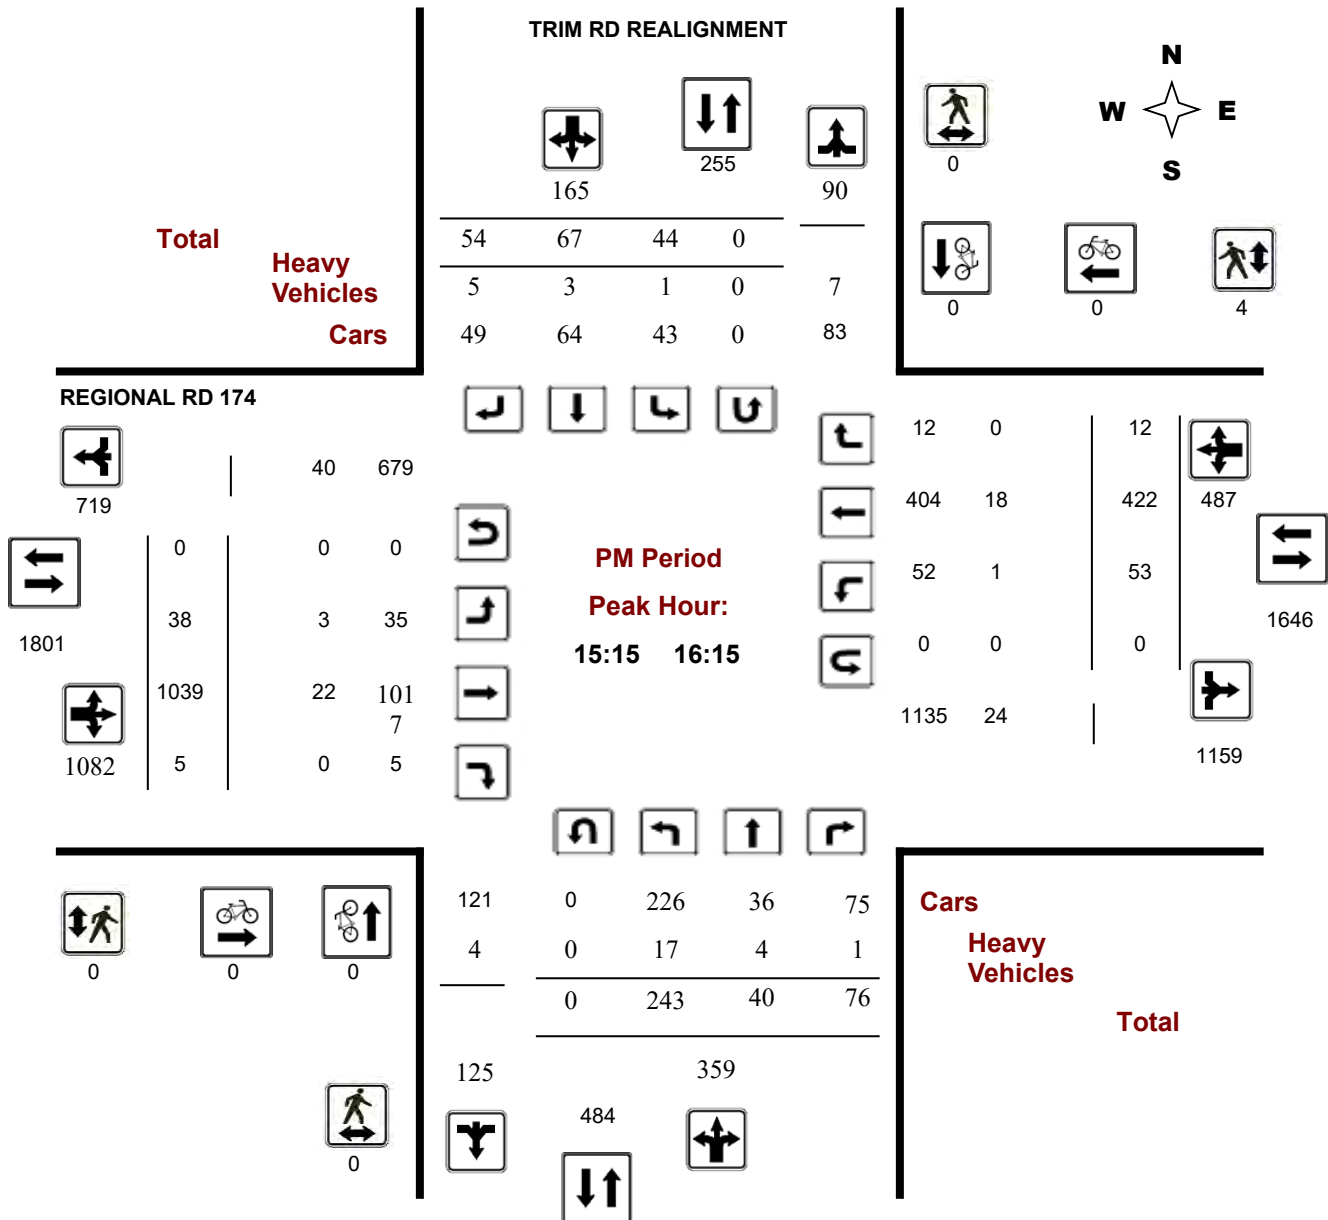 TRIM RD REALIGNMENT
N
W E
S
255
165
90
0
Total
54 67 44 0
Heavy
Vehicles
5 3 1 0 7
0 0 4
Cars
49 64 43 0 83
REGIONAL RD 174
12 0 12
40 679
719
404 18 422 487
0 0 0
PM Period
52 1 53
Peak Hour:
38 3 35
1646
1801
15:15 16:15
0 0 0
1039 22 101
7
1135 24
1159
1082 5 0 5
121 0 226 36 75
Cars
4 0 17 4 1
Heavy
Vehicles
0 0 0
0 243 40 76
Total
125 359
484
0